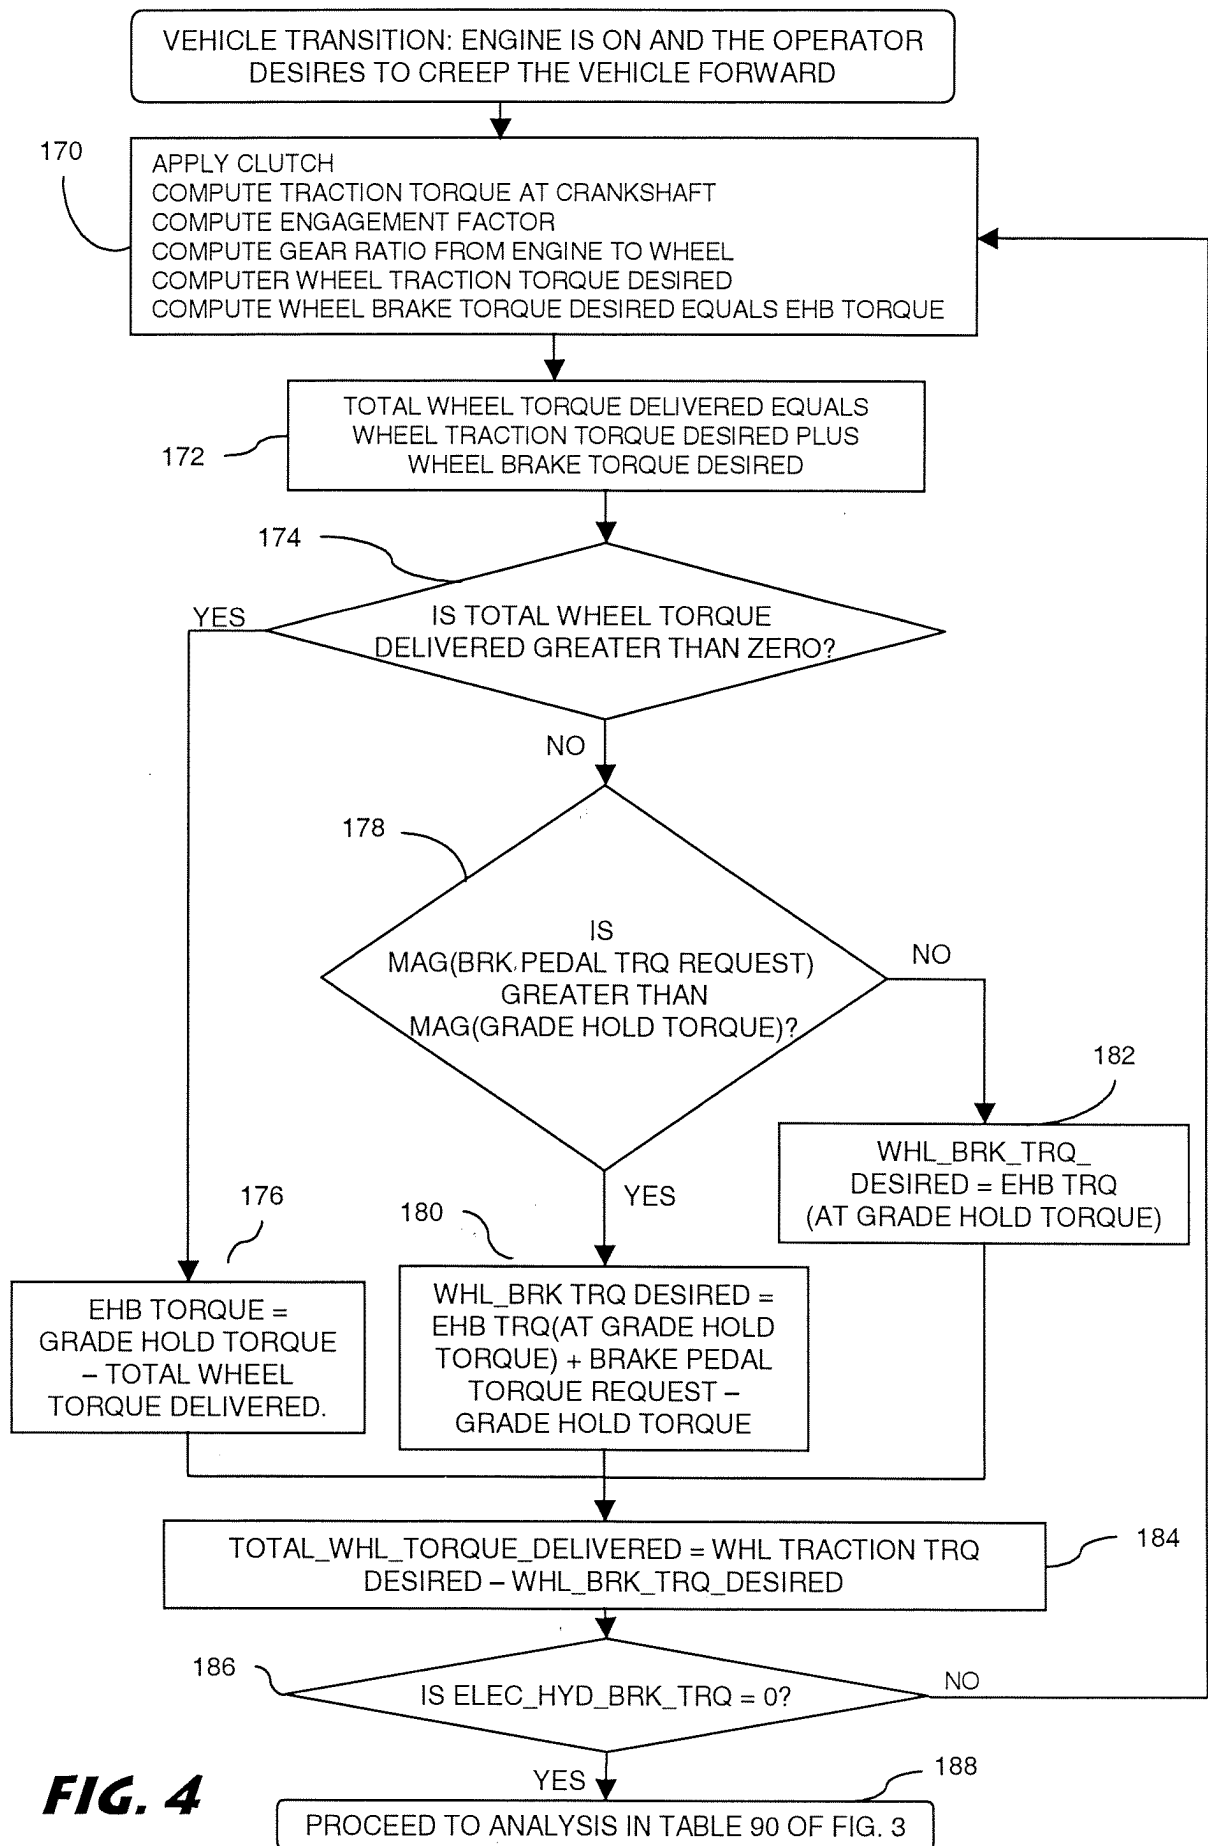 VEHICLE TRANSITION: ENGINE IS ON AND THE OPERATOR
DESIRES TO CREEP THE VEHICLE FORWARD
170
APPLY CLUTCH
COMPUTE TRACTION TORQUE AT CRANKSHAFT
COMPUTE ENGAGEMENT FACTOR
COMPUTE GEAR RATIO FROM ENGINE TO WHEEL
COMPUTER WHEEL TRACTION TORQUE DESIRED
COMPUTE WHEEL BRAKE TORQUE DESIRED EQUALS EHB TORQUE
172
TOTAL WHEEL TORQUE DELIVERED EQUALS
WHEEL TRACTION TORQUE DESIRED PLUS
WHEEL BRAKE TORQUE DESIRED
174
YES
IS TOTAL WHEEL TORQUE
DELIVERED GREATER THAN ZERO?
NO
178
IS
MAG(BRK PEDAL TRQ REQUEST)
GREATER THAN
MAG(GRADE HOLD TORQUE)?
NO
182
WHL_BRK_TRQ_
DESIRED = EHB TRQ
(AT GRADE HOLD TORQUE)
YES
176
EHB TORQUE =
GRADE HOLD TORQUE
– TOTAL WHEEL
TORQUE DELIVERED.
180
WHL_BRK TRQ DESIRED =
EHB TRQ(AT GRADE HOLD
TORQUE) + BRAKE PEDAL
TORQUE REQUEST –
GRADE HOLD TORQUE
184
TOTAL_WHL_TORQUE_DELIVERED = WHL TRACTION TRQ
DESIRED – WHL_BRK_TRQ_DESIRED
186
IS ELEC_HYD_BRK_TRQ = 0?
NO
YES
188
PROCEED TO ANALYSIS IN TABLE 90 OF FIG. 3
FIG. 4